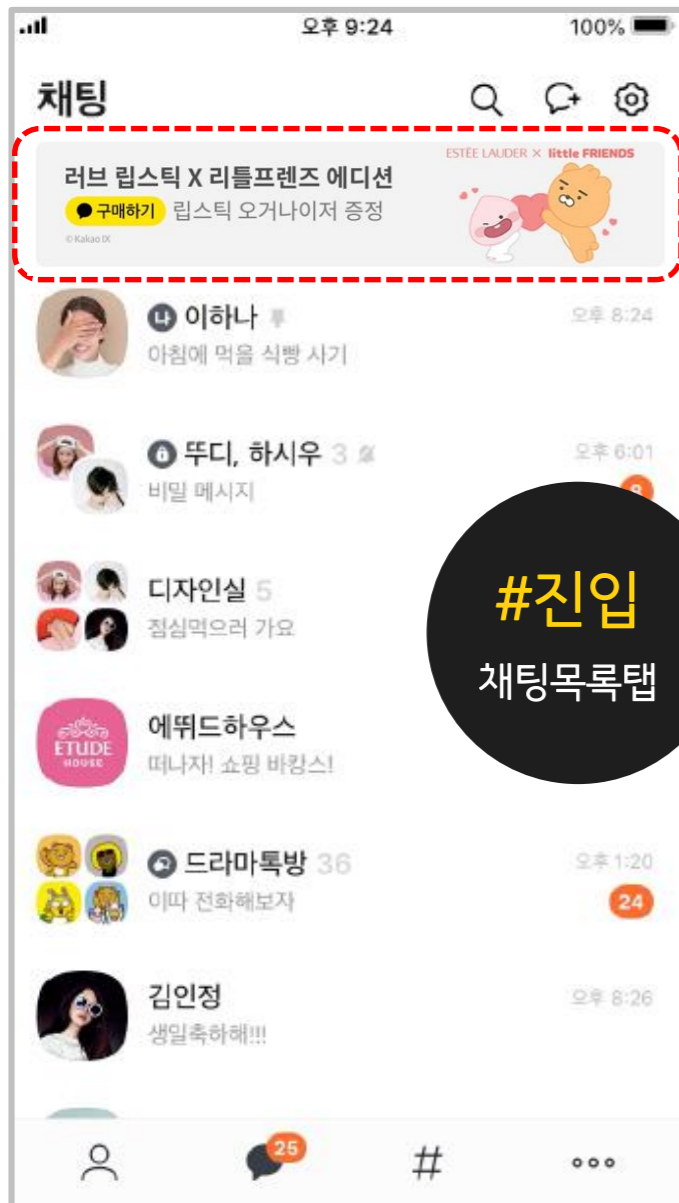 오후 9:24
100%
채팅
ESTĒE LAUDER × little FRIENDS
러브 립스틱 X 리틀프렌즈 에디션
구매하기 립스틱 오거나이저 증정
© Kakao IX
나 이하나
오후 8:24
아침에 먹을 식빵 사기
뚜디, 하시우 3
오후 6:01
비밀 메시지
#진입
채팅목록탭
디자인실 5
점심먹으러 가요
ETUDE
HOUSE
에뛰드하우스
떠나자! 쇼핑 바캉스!
드라마톡방 36
오후 1:20
이따 전화해보자
24
김인정
오후 8:26
생일축하해!!!
25
#